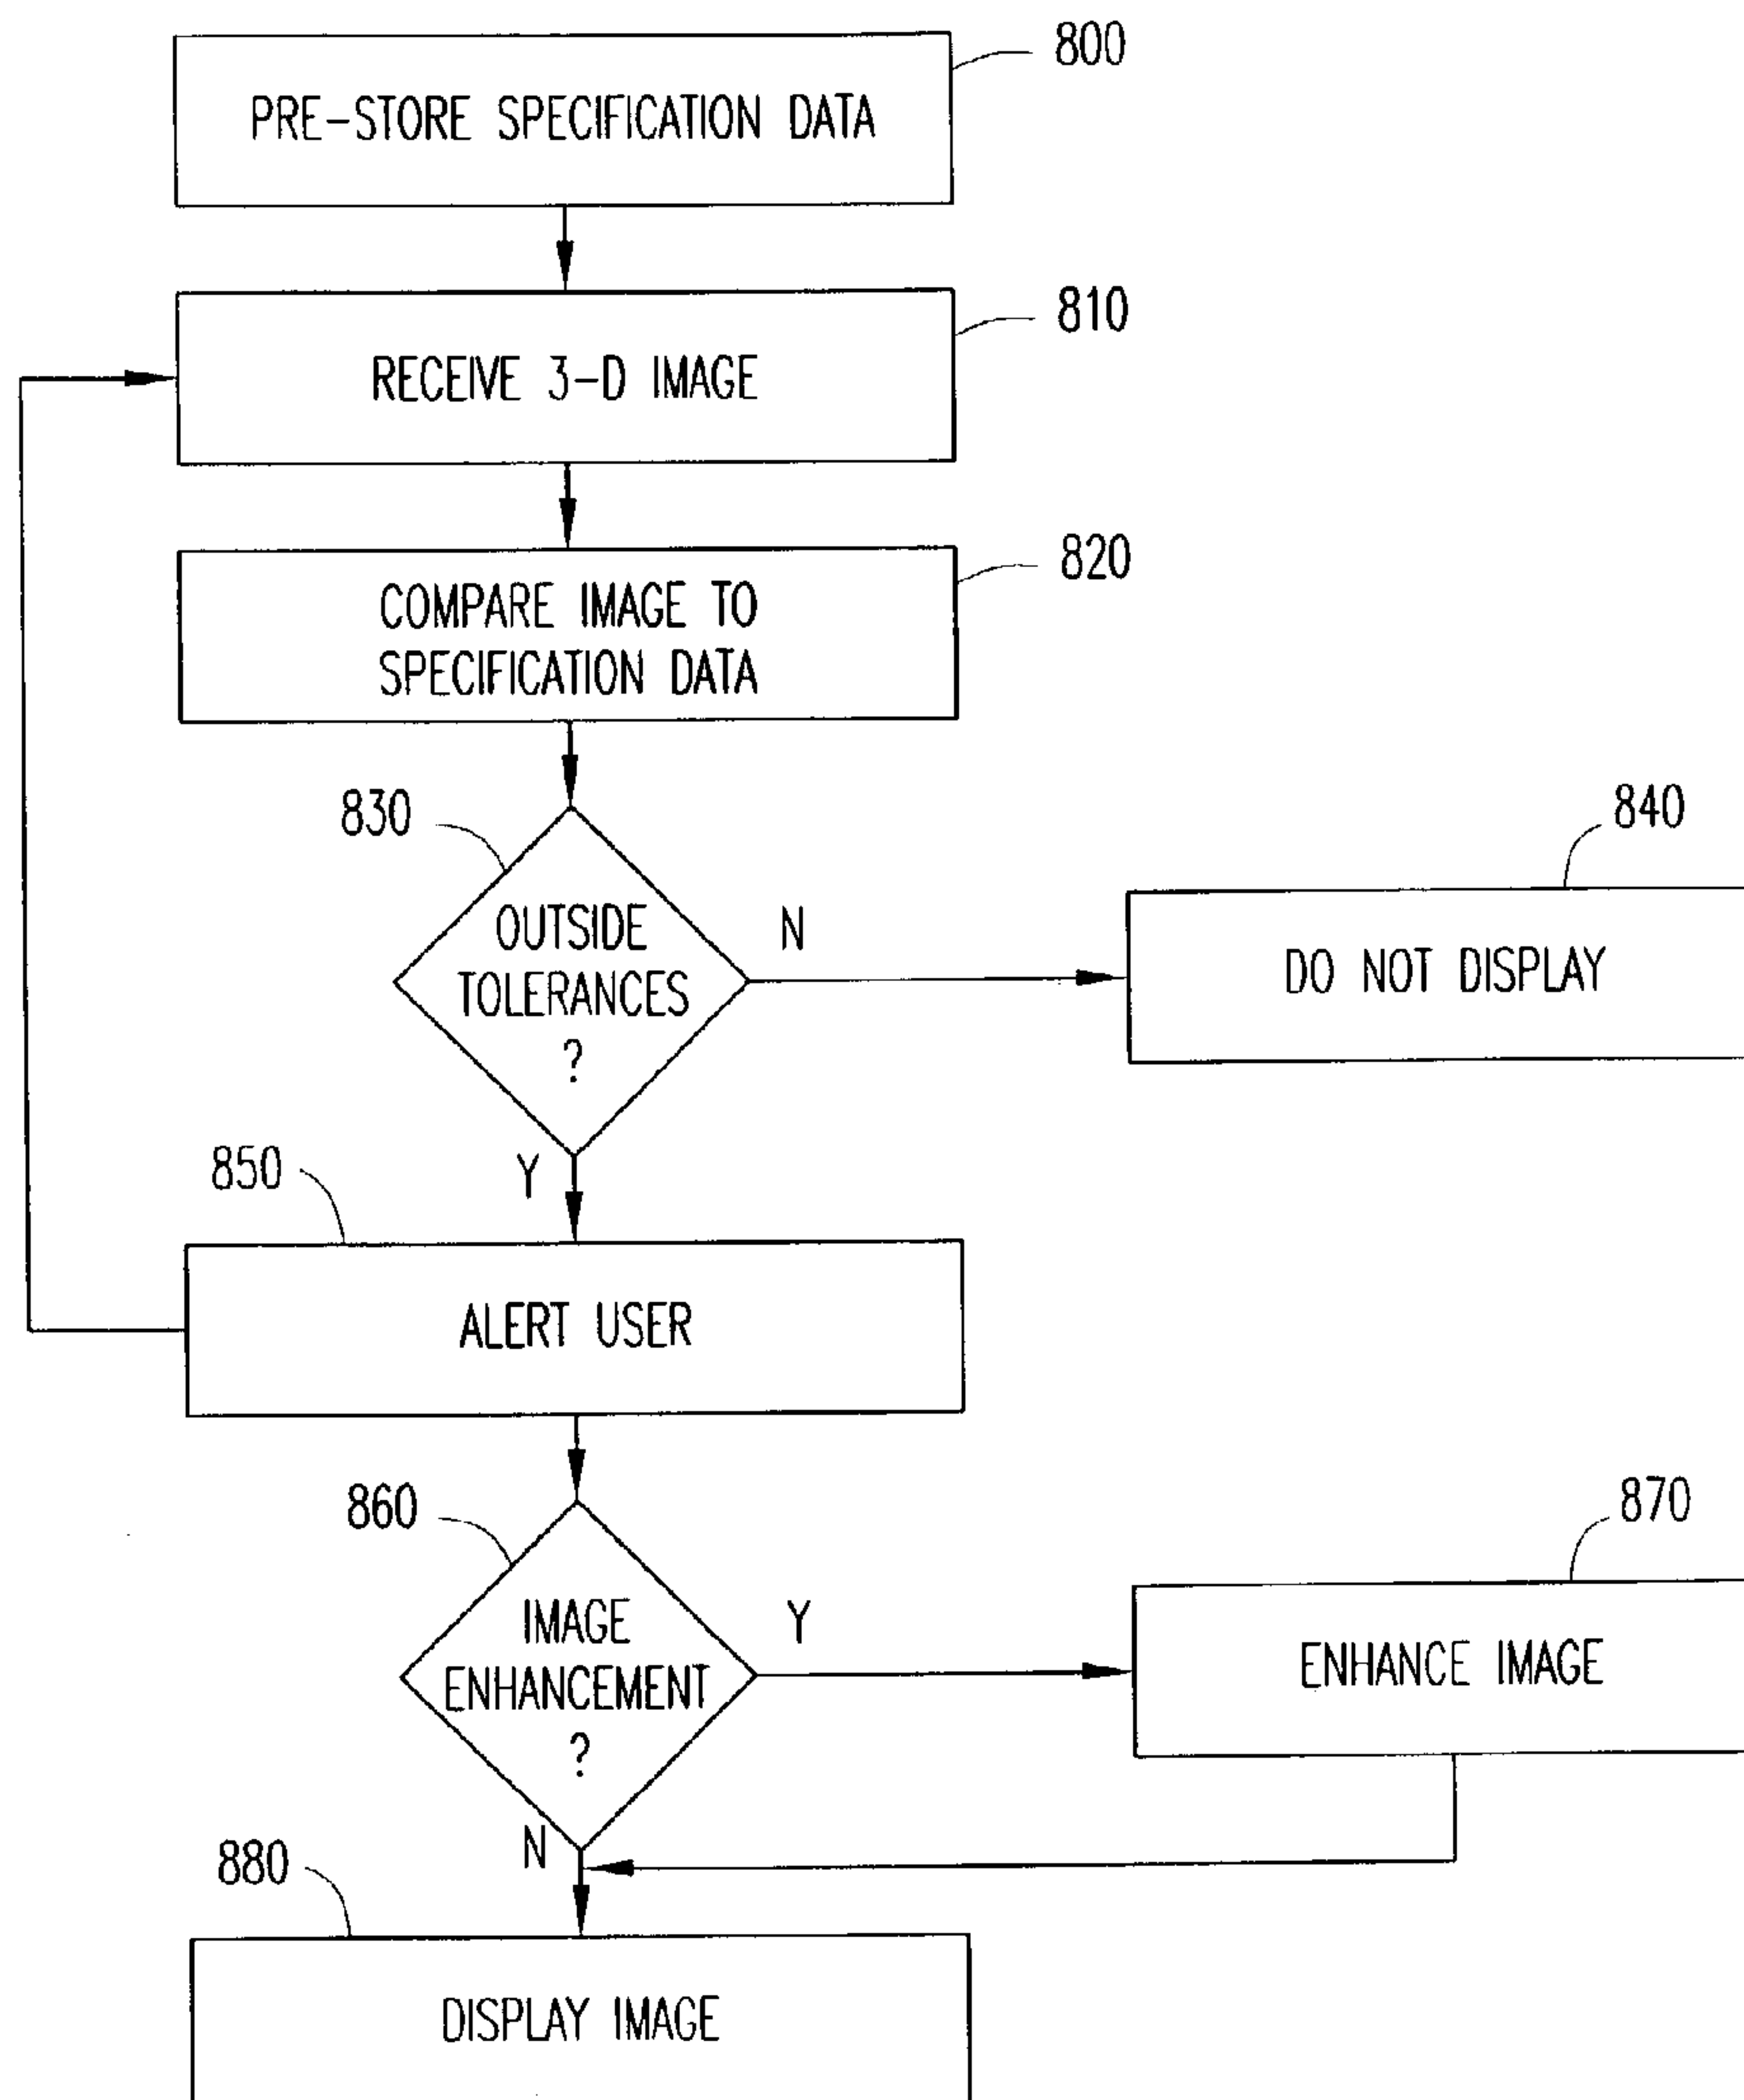 800
PRE-STORE SPECIFICATION DATA
810
RECEIVE 3-D IMAGE
820
COMPARE IMAGE TO
SPECIFICATION DATA
830
OUTSIDE
TOLERANCES
?
N
840
DO NOT DISPLAY
Y
850
ALERT USER
860
IMAGE
ENHANCEMENT
?
Y
870
ENHANCE IMAGE
N
880
DISPLAY IMAGE